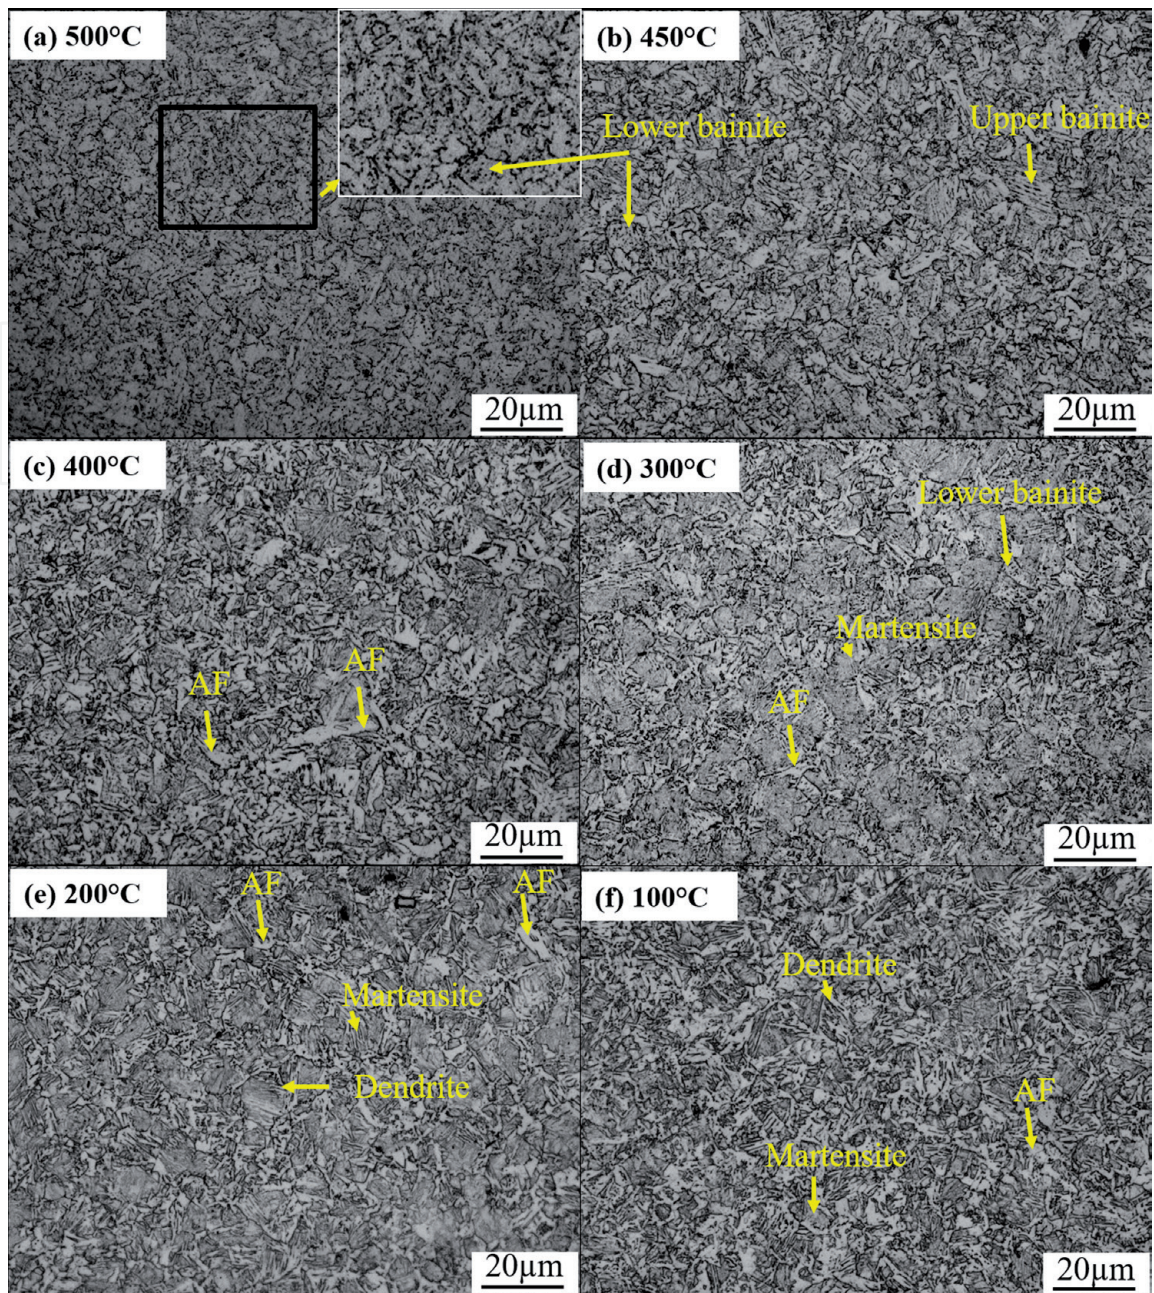 (a) 500°C
(b) 450°C
Lower bainite
Upper bainite
20µm
20µm
(c) 400°C
(d) 300°C
Lower bainite
Martensite
AF
AF
AF
20µm
20µm
(e) 200°C
AF
AF
(f) 100°C
Martensite
Dendrite
Dendrite
AF
Martensite
20µm
20µm